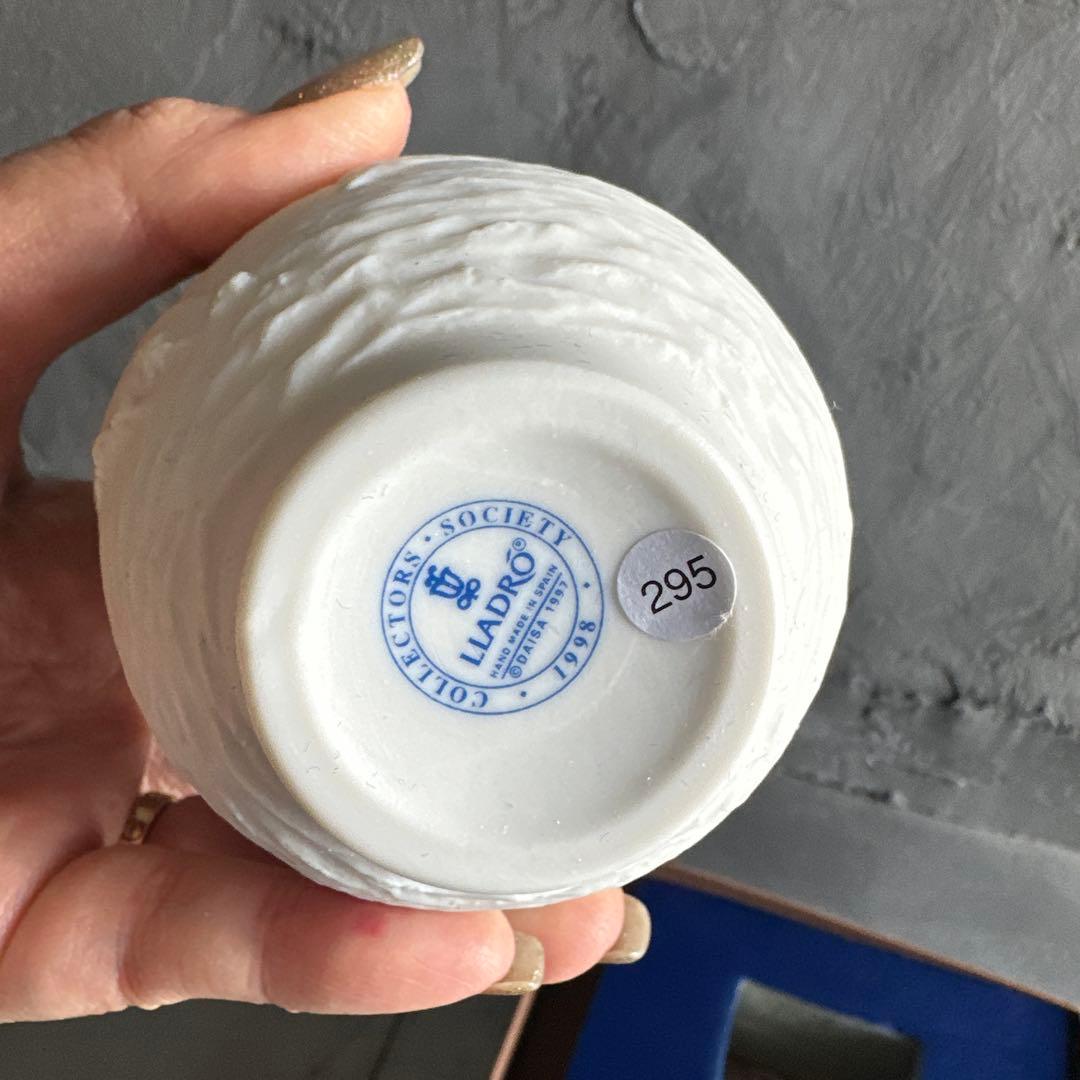 COLLECTORS · SOCIETY · 1998 ·
LLADRÓ®
HAND MADE IN SPAIN
©DAISA 1997
295